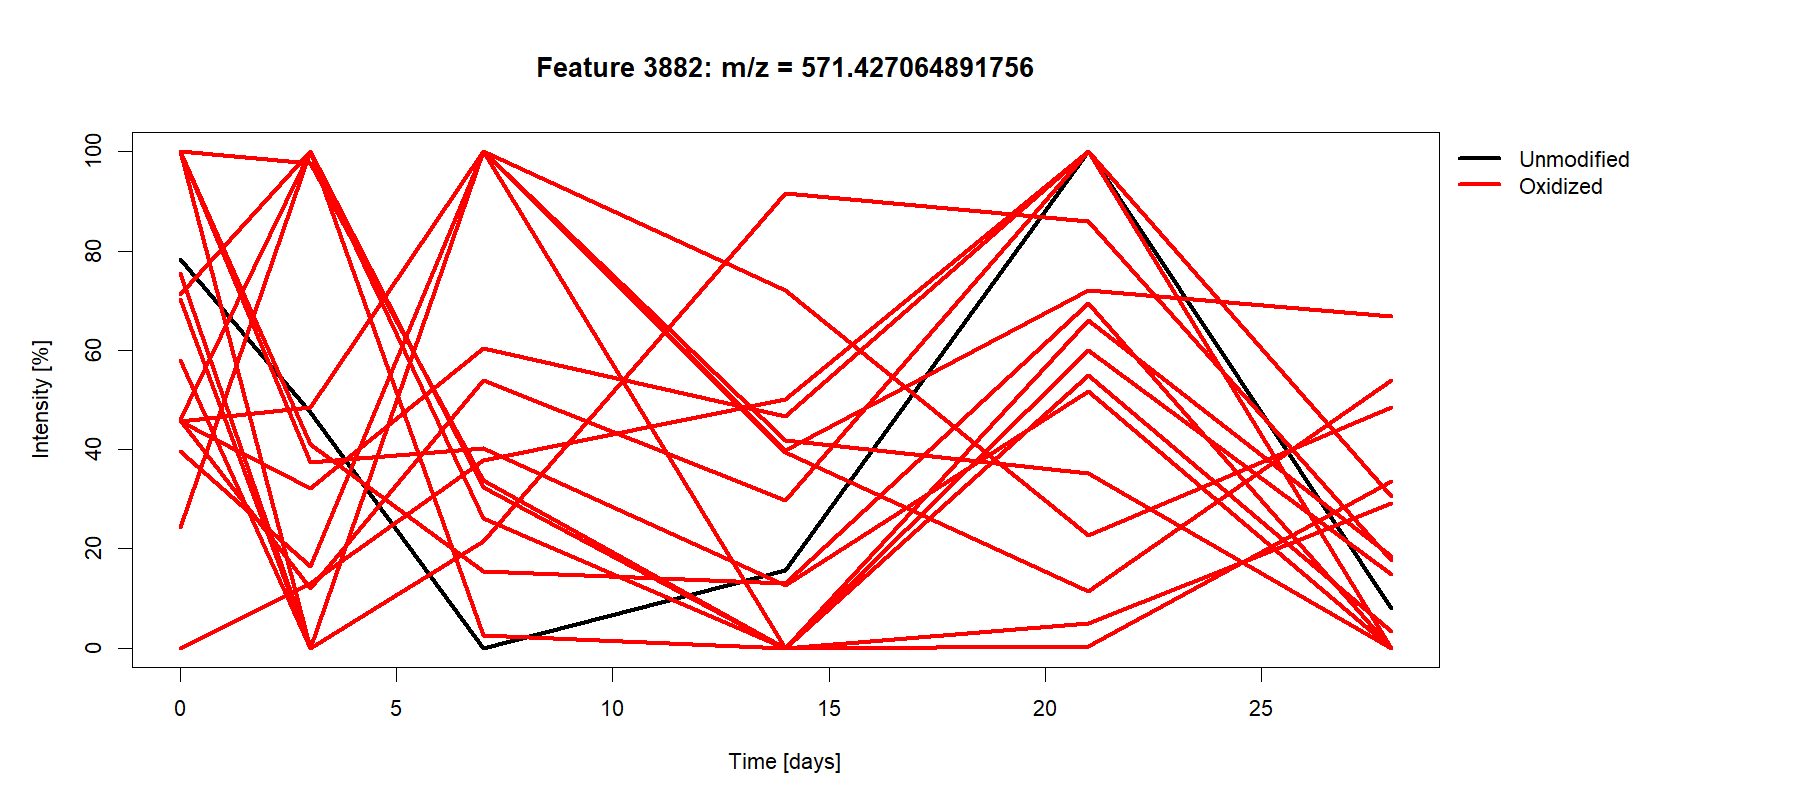 Feature 3882: m/z = 571.427064891756
Unmodified
Oxidized
Intensity [%]
100
80
60
40
20
0
0 5 10 15 20 25
Time [days]